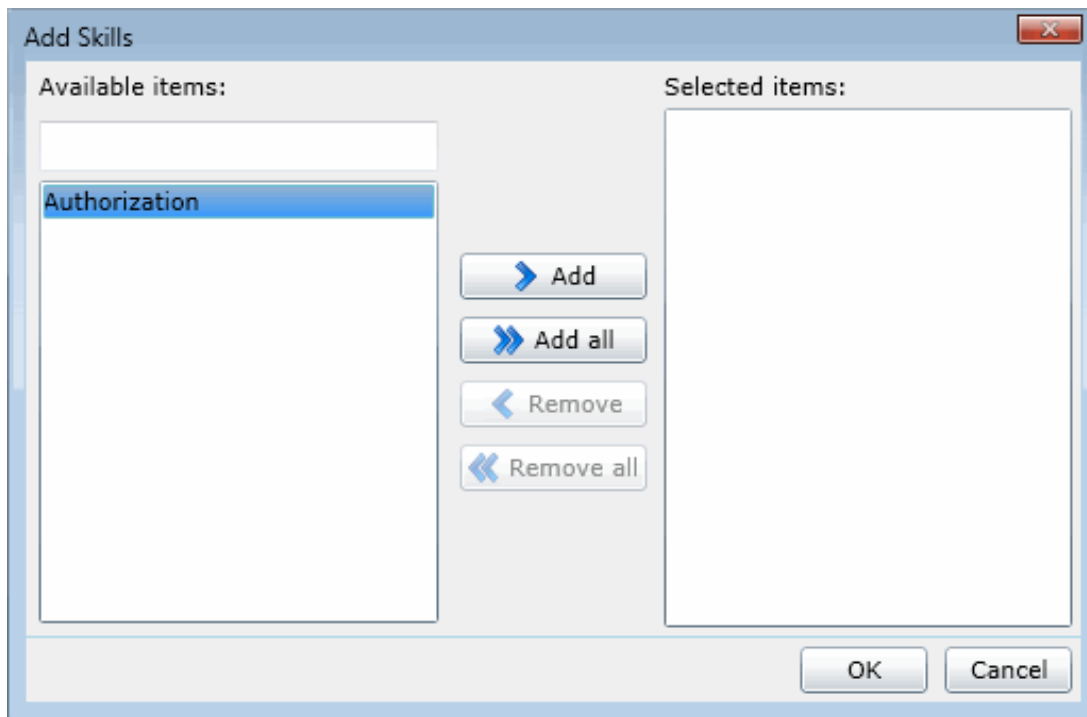 Add Skills
Available items:
Selected items:
Authorization
Add
Add all
Remove
Remove all
OK
Cancel